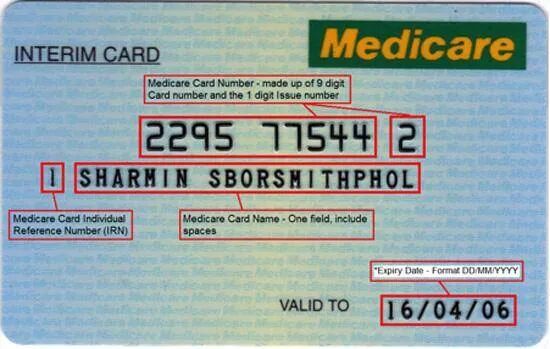 INTERIM CARD
Medicare
Medicare Card Number - made up of 9 digit
Card number and the 1 digit Issue number
2295 77544 2
1 SHARMIN SBORSMITHPHOL
Medicare Card Individual
Reference Number (IRN)
Medicare Card Name - One field, include
spaces
*Expiry Date - Format DD/MM/YYYY
VALID TO 16/04/06